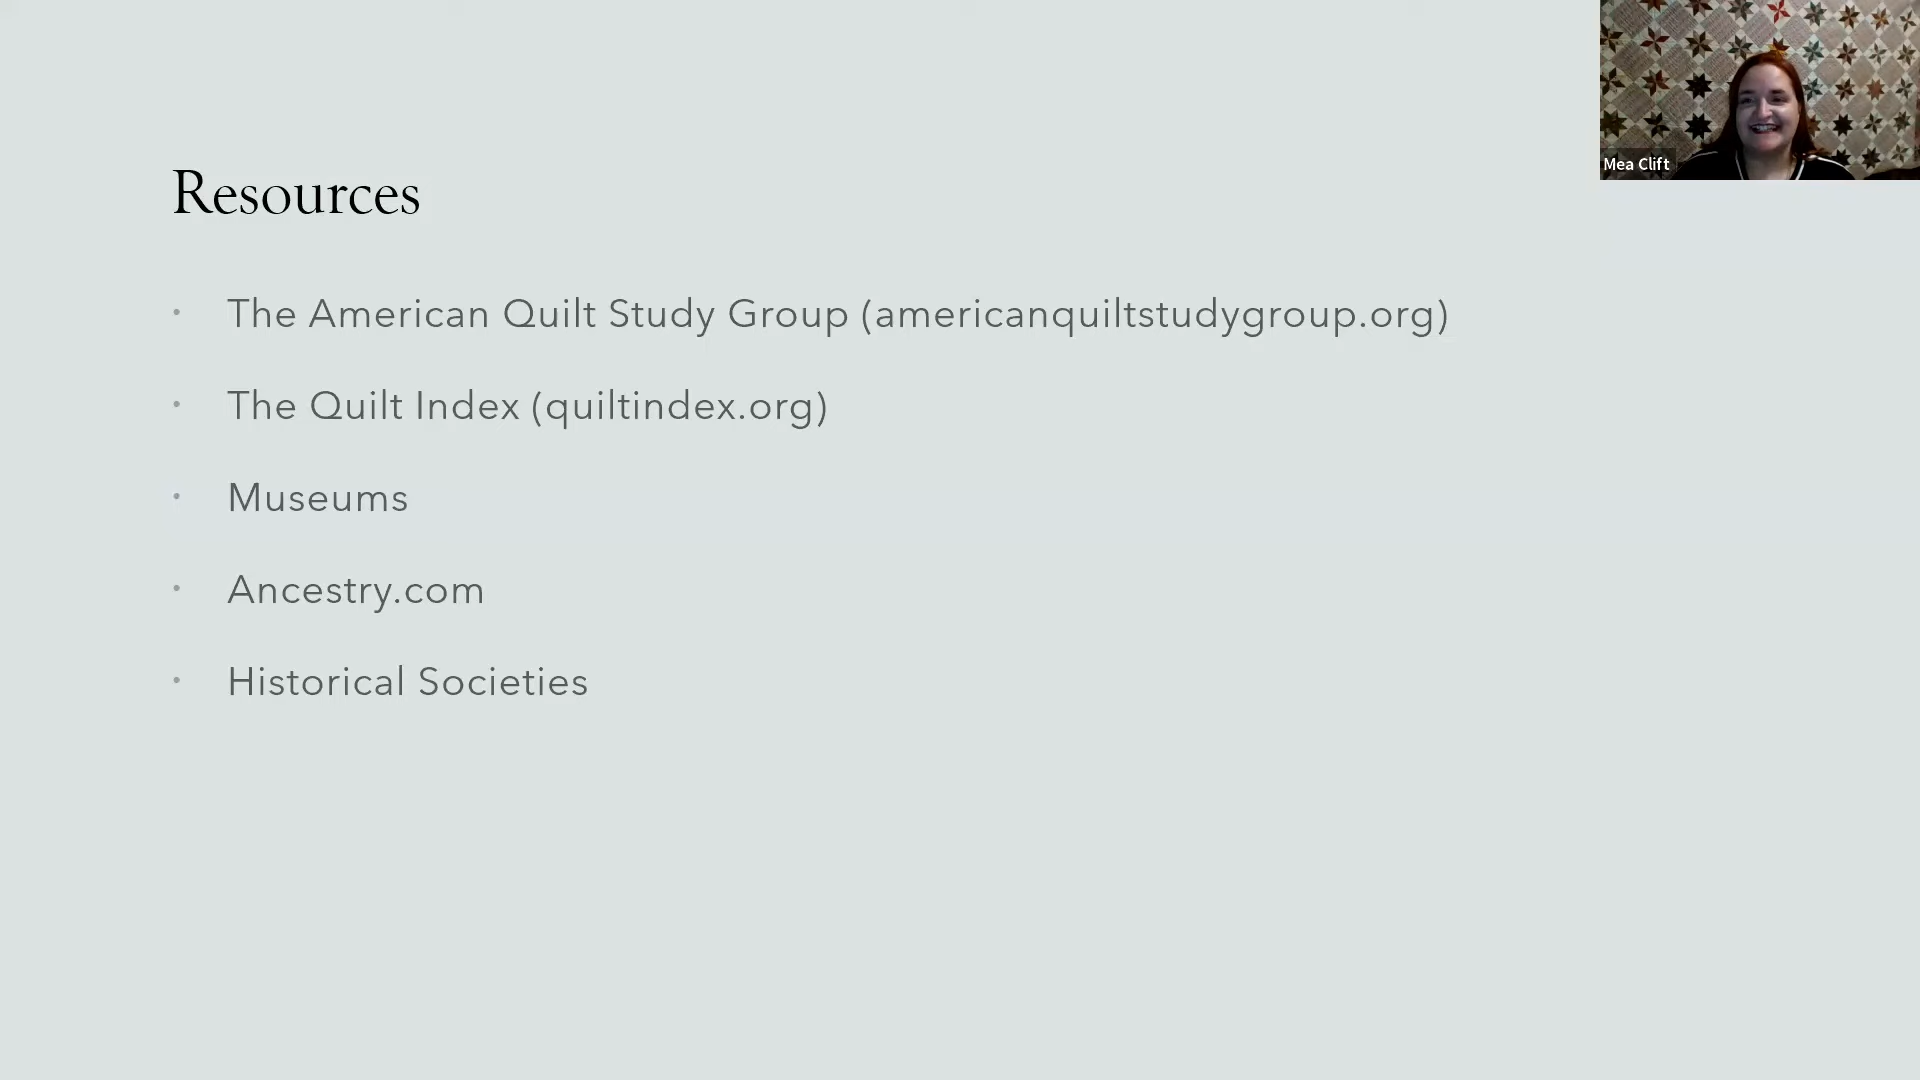 Mea Clift
Resources
• The American Quilt Study Group (americanquiltstudygroup.org)
• The Quilt Index (quiltindex.org)
• Museums
• Ancestry.com
• Historical Societies